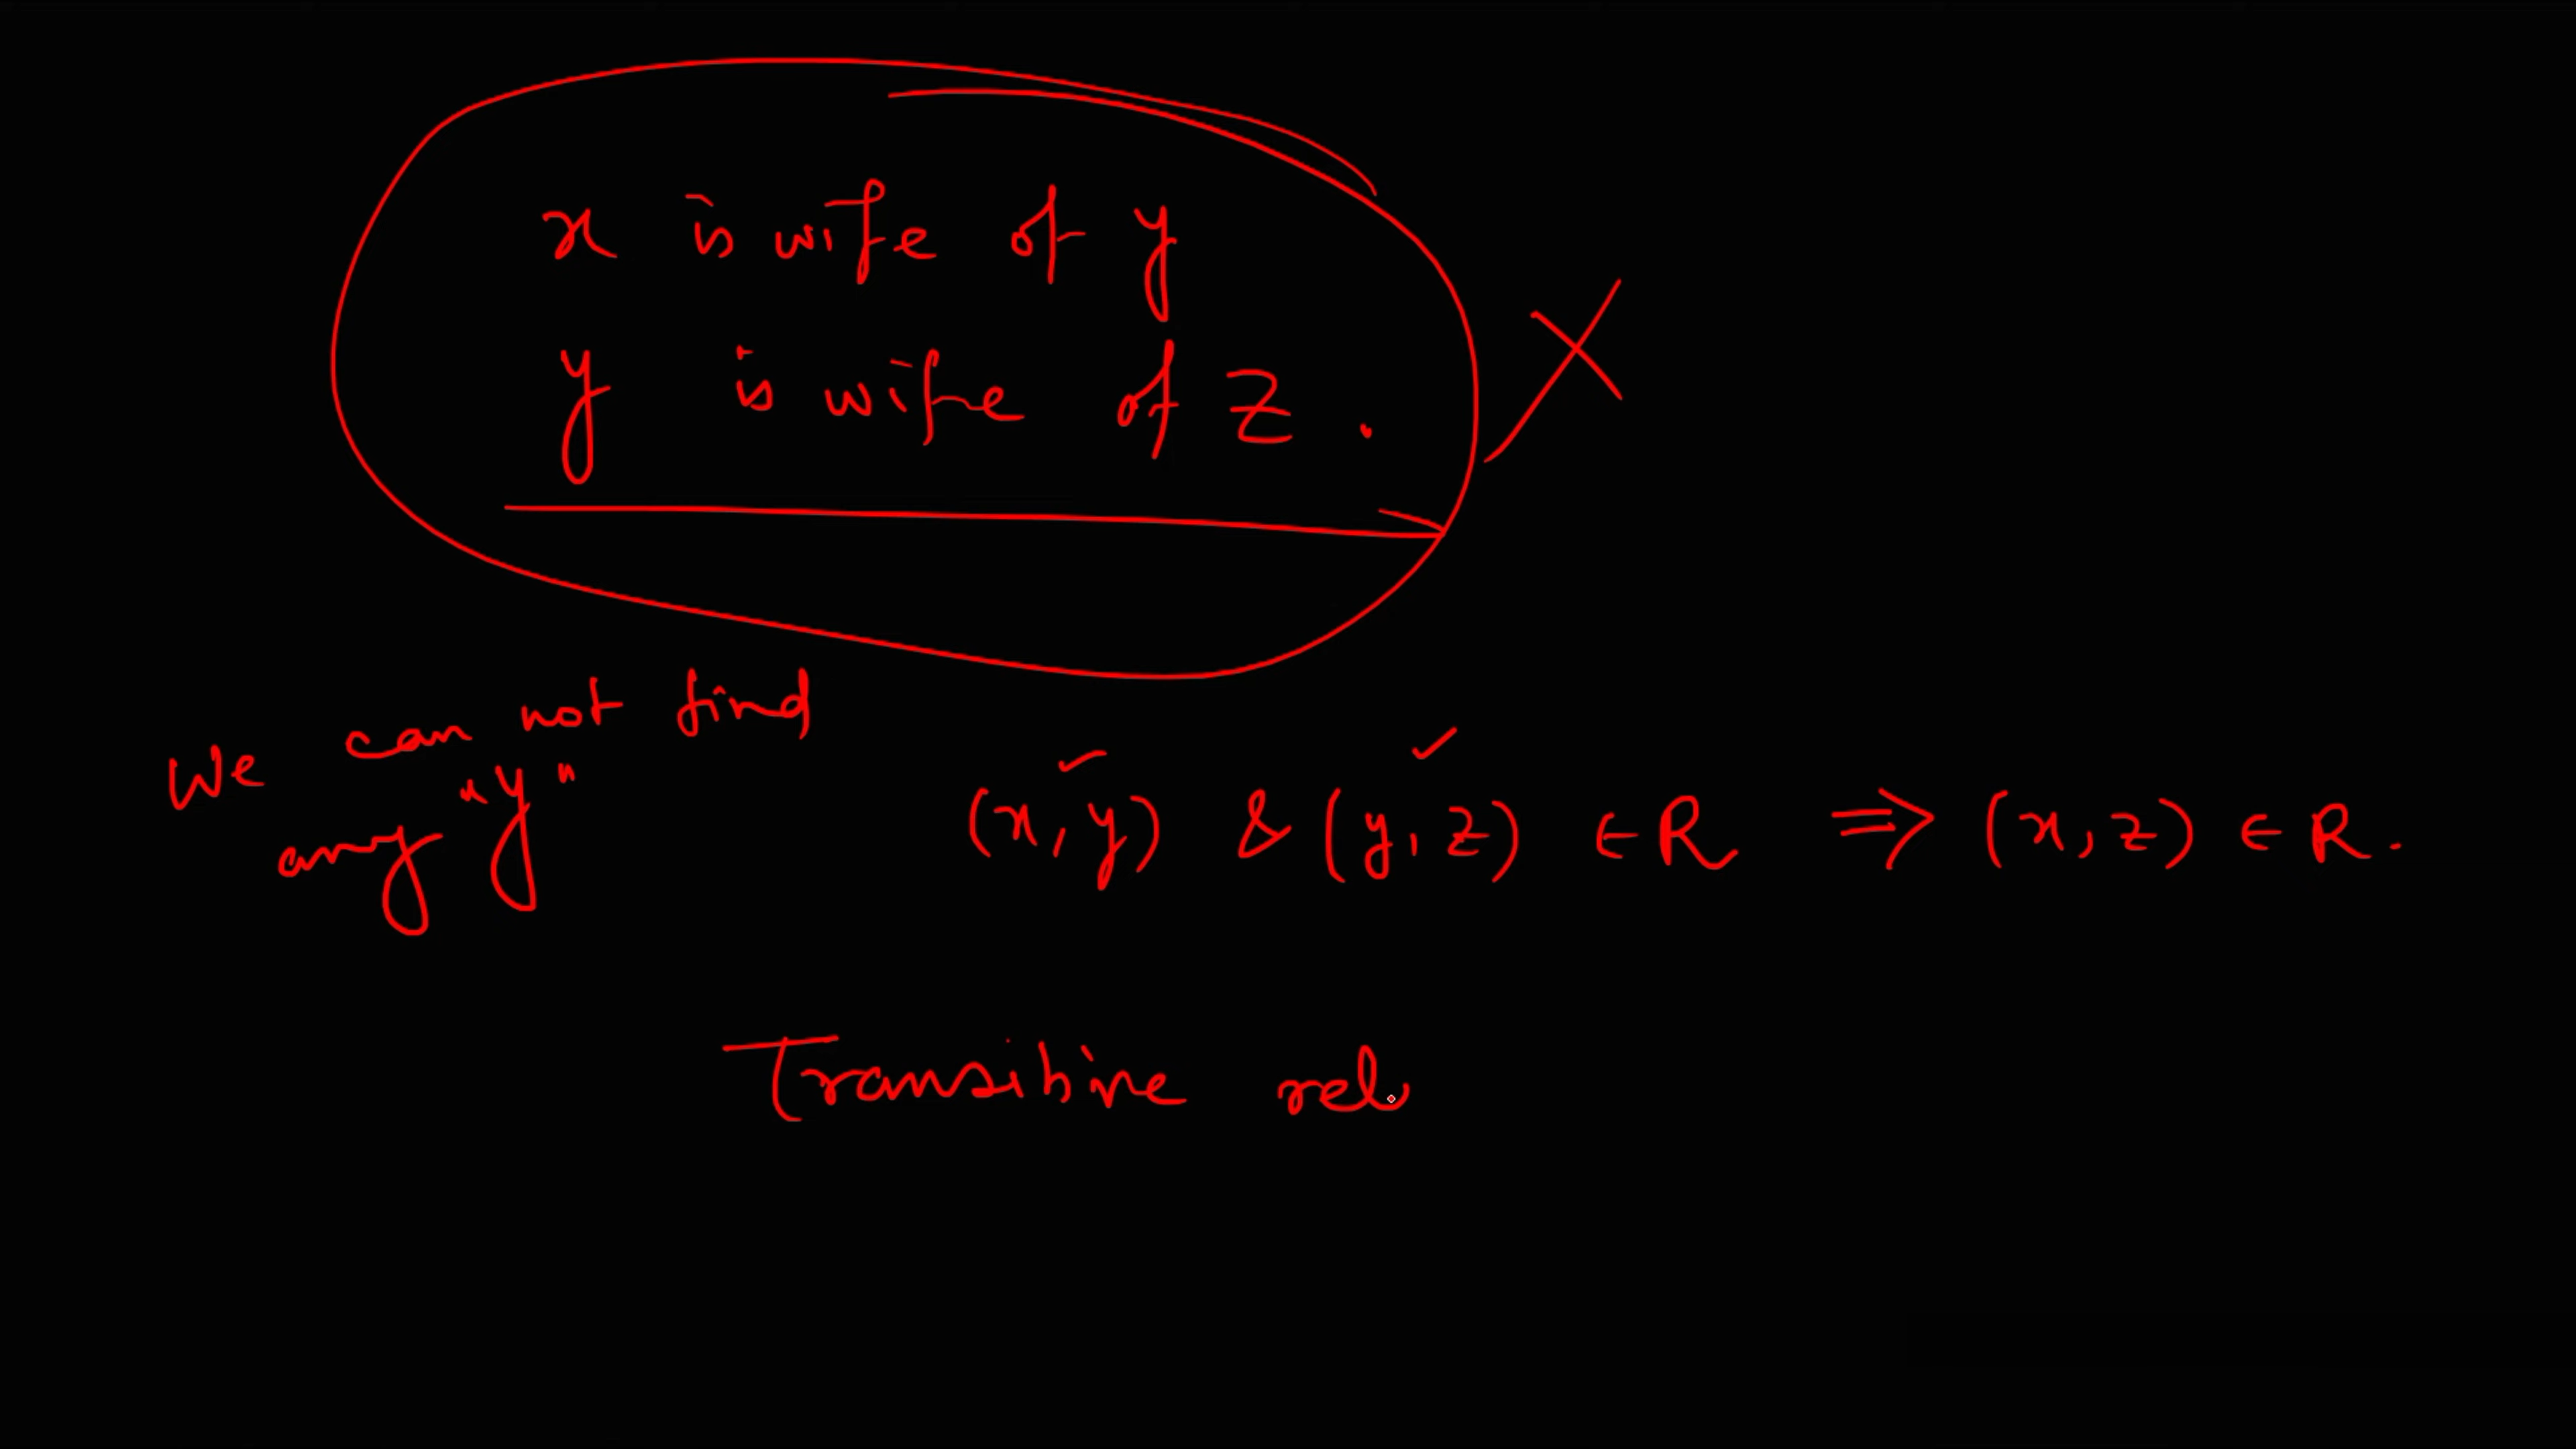 x is wife of y
y is wife of z.
We can not find
any "y"
(x, y) & (y, z) ∈ R ⇒ (x, z) ∈ R.
Transitive rel